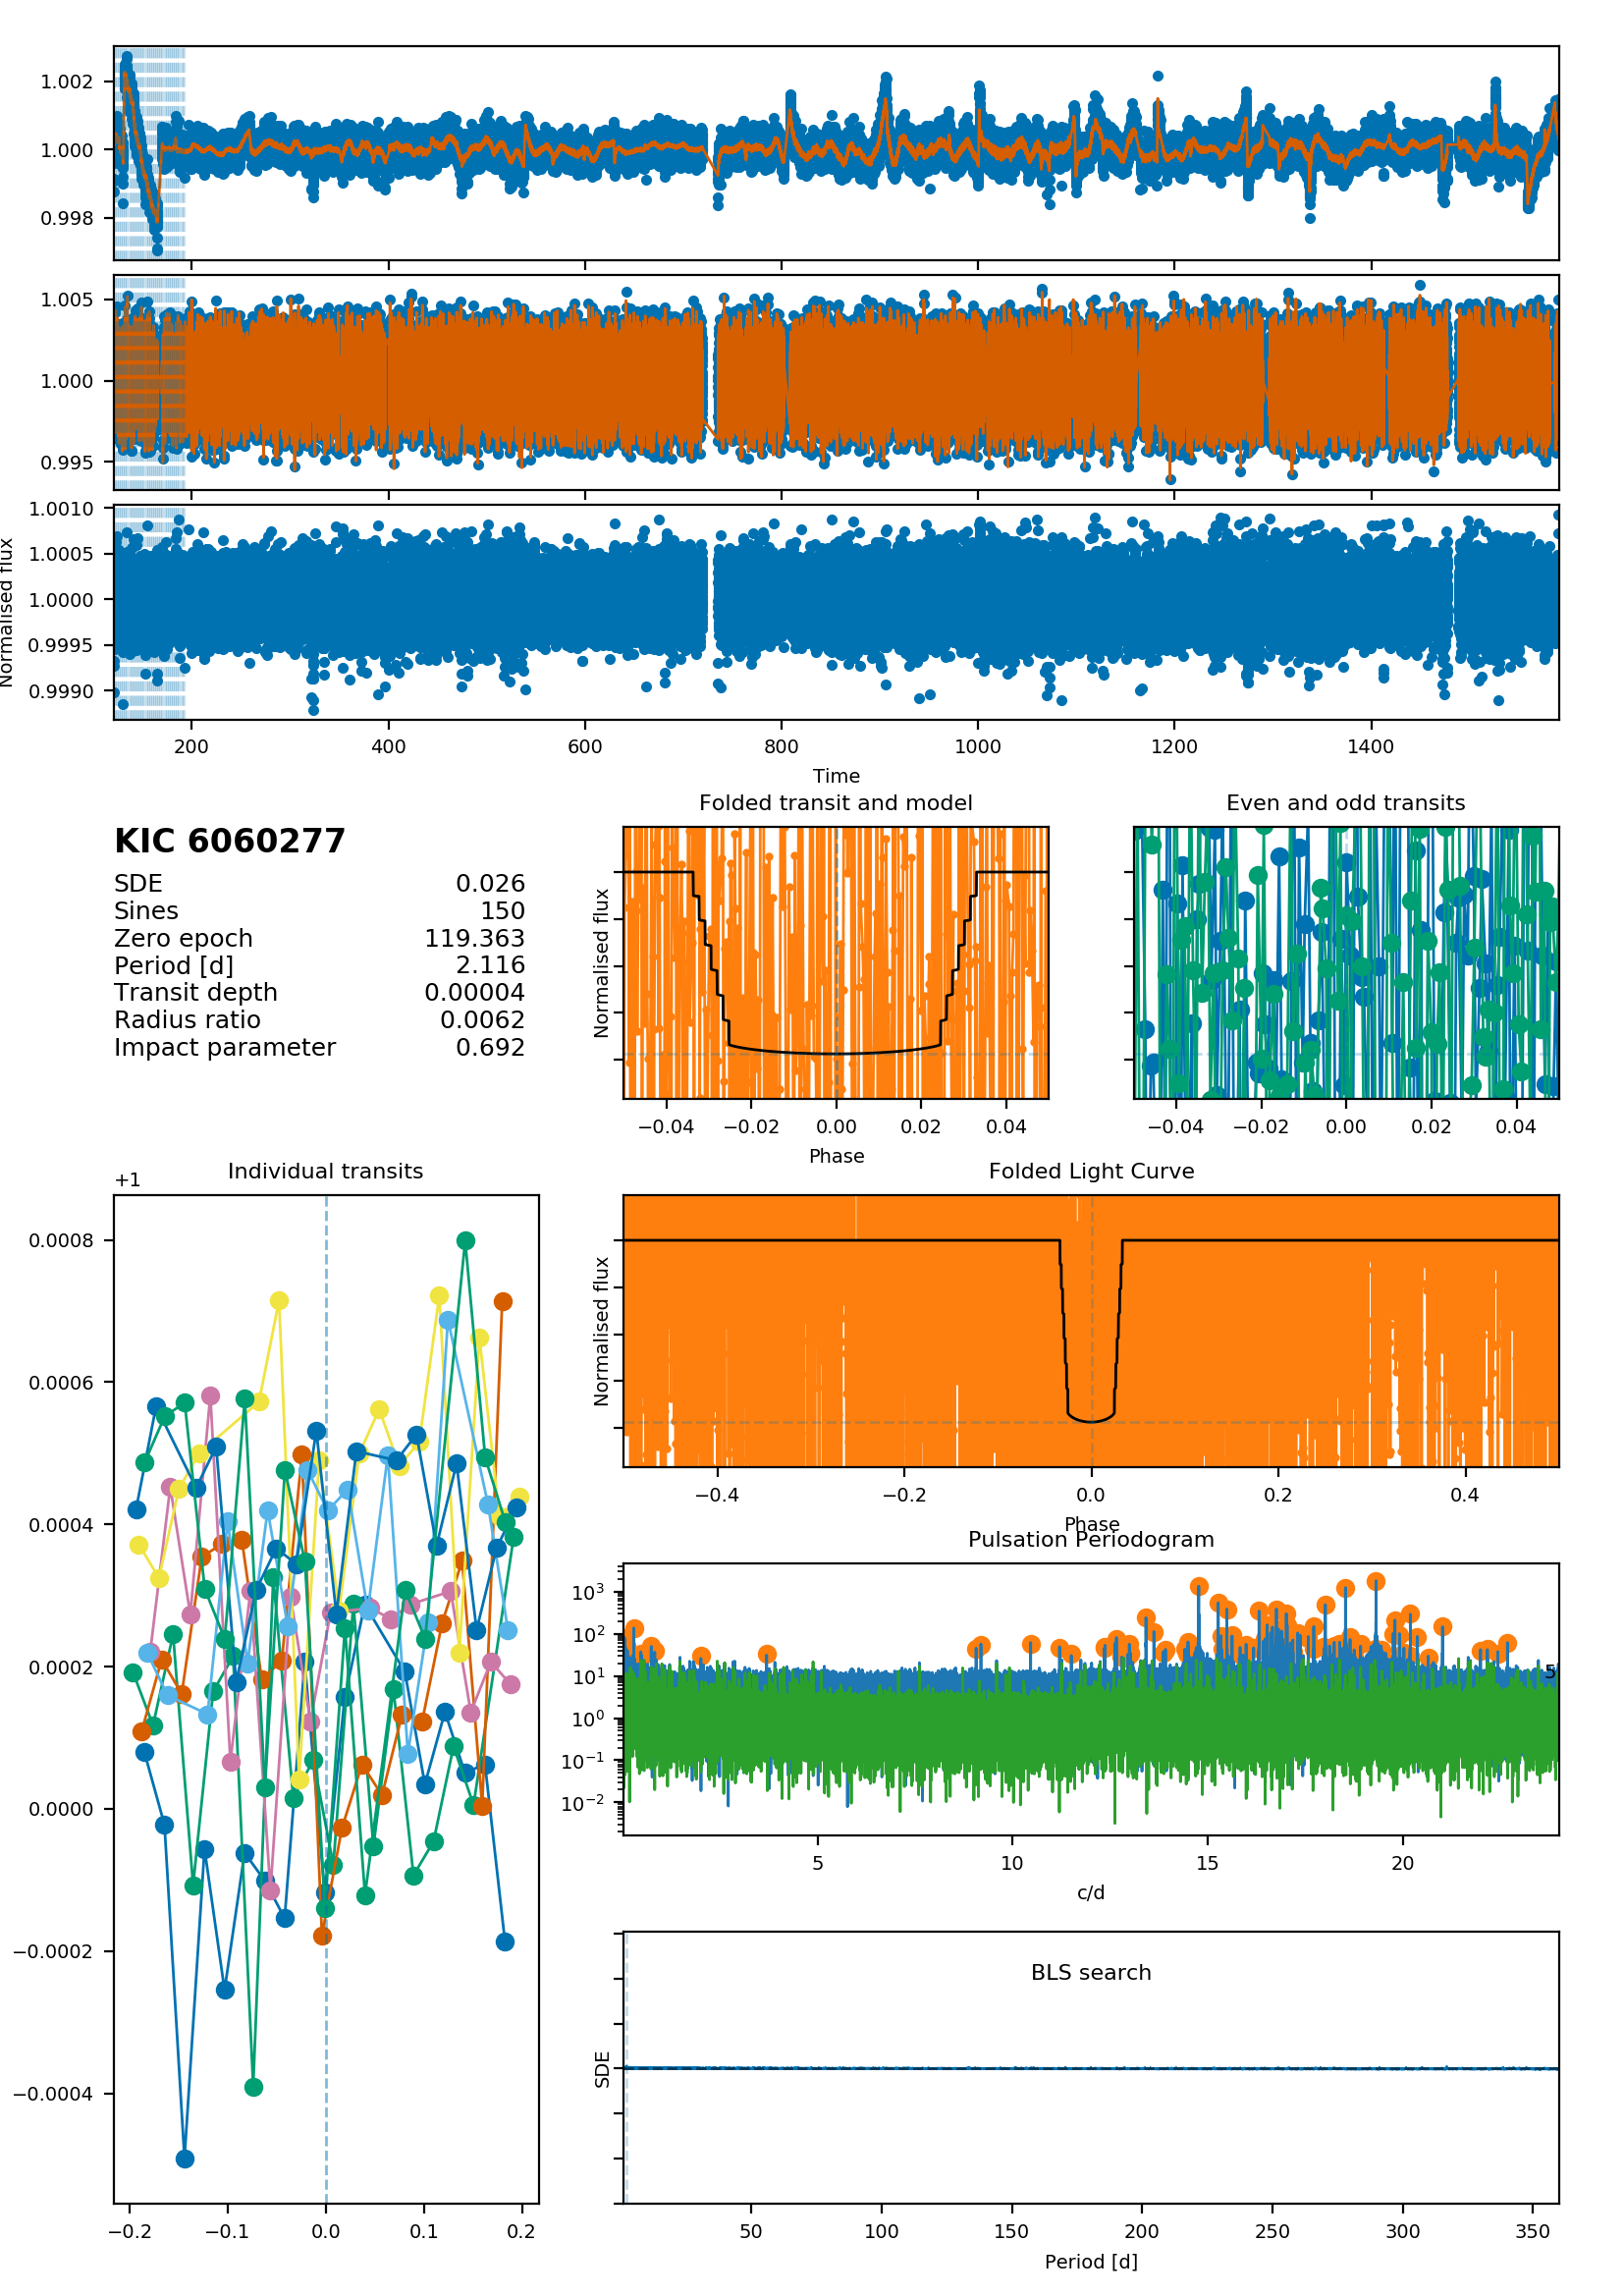 1.002
1.000
0.998
1.005
1.000
0.995
1.0010
1.0005
1.0000
0.9995
0.9990
Normalised flux
200 400 600 800 1000 1200 1400
Time
KIC 6060277
SDE 0.026
Sines 150
Zero epoch 119.363
Period [d] 2.116
Transit depth 0.00004
Radius ratio 0.0062
Impact parameter 0.692
Folded transit and model
Normalised flux
−0.04 −0.02 0.00 0.02 0.04
Phase
Even and odd transits
−0.04 −0.02 0.00 0.02 0.04
Individual transits
+1
0.0008
0.0006
0.0004
0.0002
0.0000
−0.0002
−0.0004
−0.2 −0.1 0.0 0.1 0.2
Folded Light Curve
Normalised flux
−0.4 −0.2 0.0 0.2 0.4
Phase
Pulsation Periodogram
10³
10²
10¹
10⁰
10⁻¹
10⁻²
5
5 10 15 20
c/d
BLS search
SDE
50 100 150 200 250 300 350
Period [d]